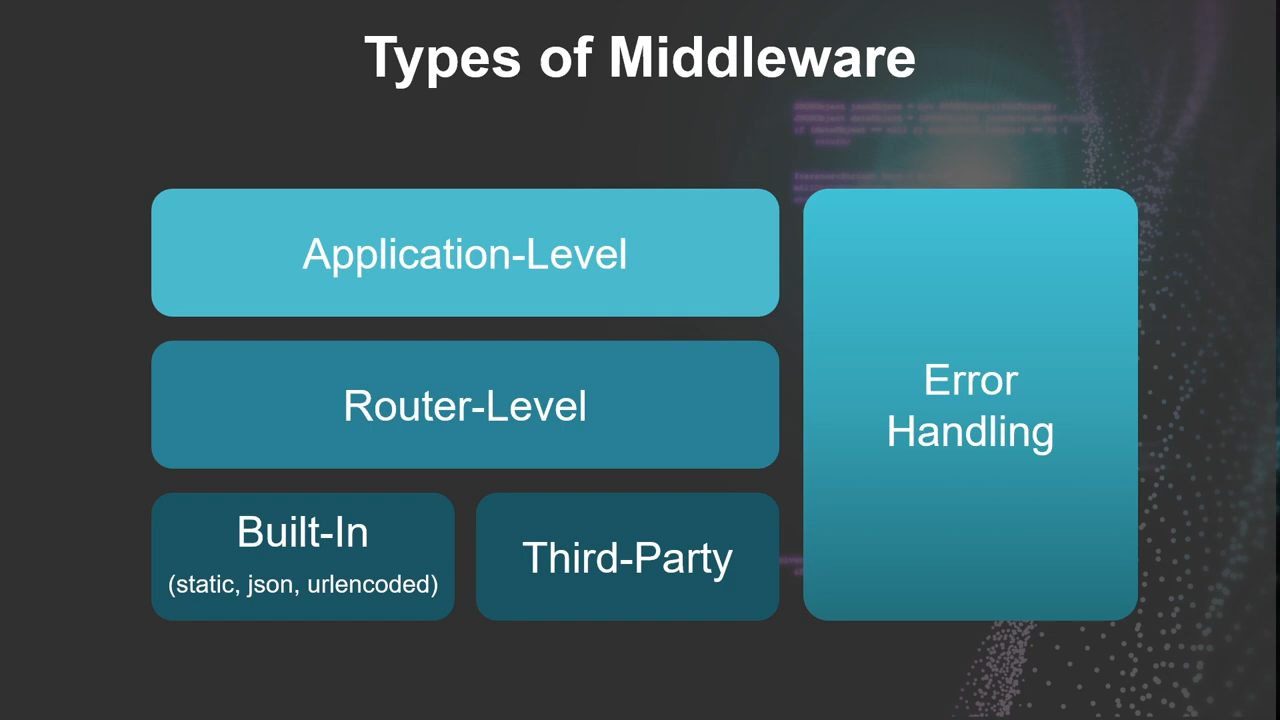 Types of Middleware
Application-Level
Router-Level
Built-In
(static, json, urlencoded)
Third-Party
Error
Handling